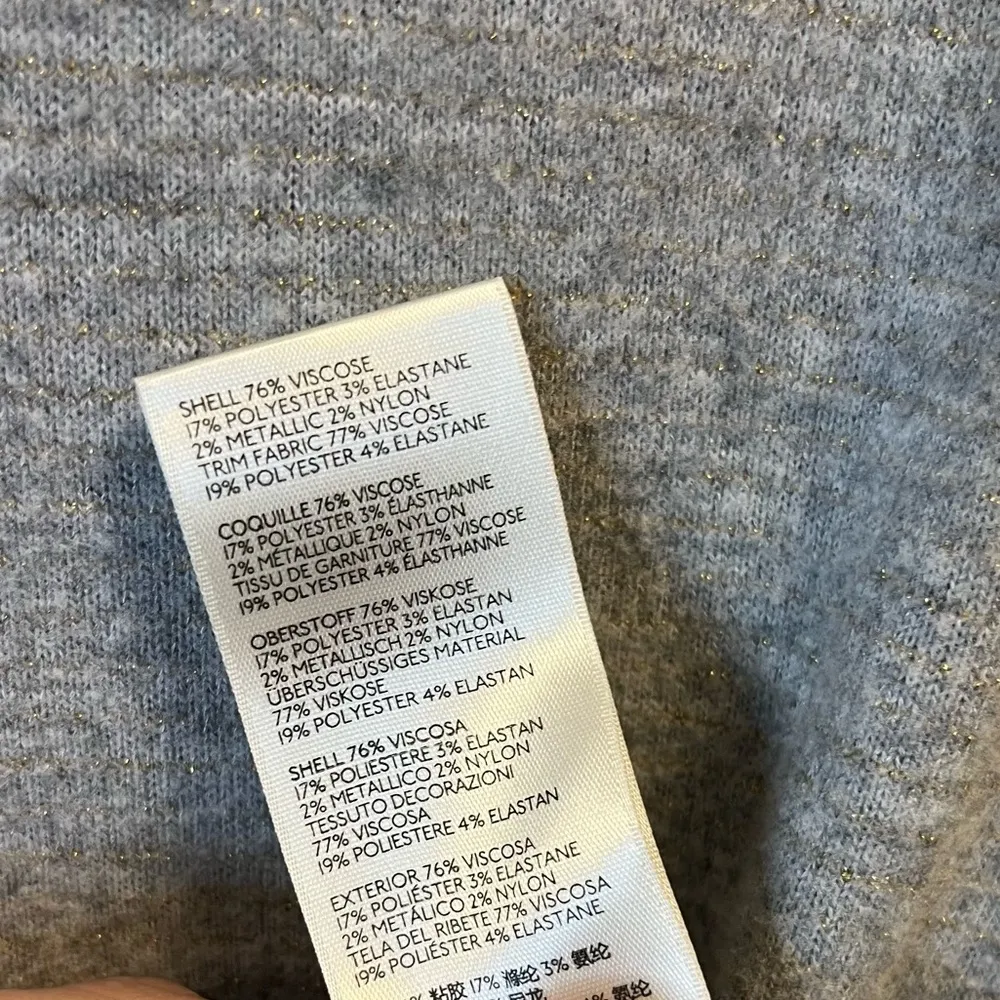 SHELL 76% VISCOSE
17% POLYESTER 3% ELASTANE
2% METALLIC 2% NYLON
TRIM FABRIC 77% VISCOSE
19% POLYESTER 4% ELASTANE
COQUILLE 76% VISCOSE
17% POLYESTER 3% ÉLASTHANNE
2% MÉTALLIQUE 2% NYLON
TISSU DE GARNITURE 77% VISCOSE
19% POLYESTER 4% ÉLASTHANNE
OBERSTOFF 76% VISKOSE
17% POLYESTER 3% ELASTAN
2% METALLISCH 2% NYLON
ÜBERSCHÜSSIGES MATERIAL
77% VISKOSE
19% POLYESTER 4% ELASTAN
SHELL 76% VISCOSA
17% POLIESTERE 3% ELASTAN
2% METALLICO 2% NYLON
TESSUTO DECORAZIONI
77% VISCOSA
19% POLIESTERE 4% ELASTAN
EXTERIOR 76% VISCOSA
17% POLIÉSTER 3% ELASTANE
2% METÁLICO 2% NYLON
TELA DEL RIBETE 77% VISCOSA
19% POLIÉSTER 4% ELASTANE
% 粘胶 17% 涤纶 3% 氨纶
% 氨纶